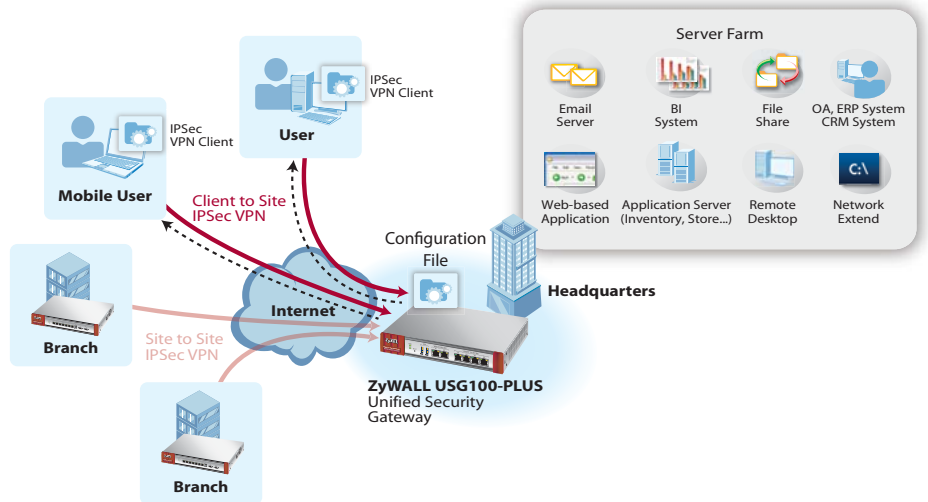 Server Farm
Email
Server
BI
System
File
Share
OA, ERP System
CRM System
Web-based
Application
Application Server
(Inventory, Store...)
Remote
Desktop
C:\
Network
Extend
IPSec
VPN Client
User
IPSec
VPN Client
Mobile User
Client to Site
IPSec VPN
Configuration
File
Headquarters
Internet
Branch
Site to Site
IPSec VPN
ZyWALL USG100-PLUS
Unified Security
Gateway
Branch